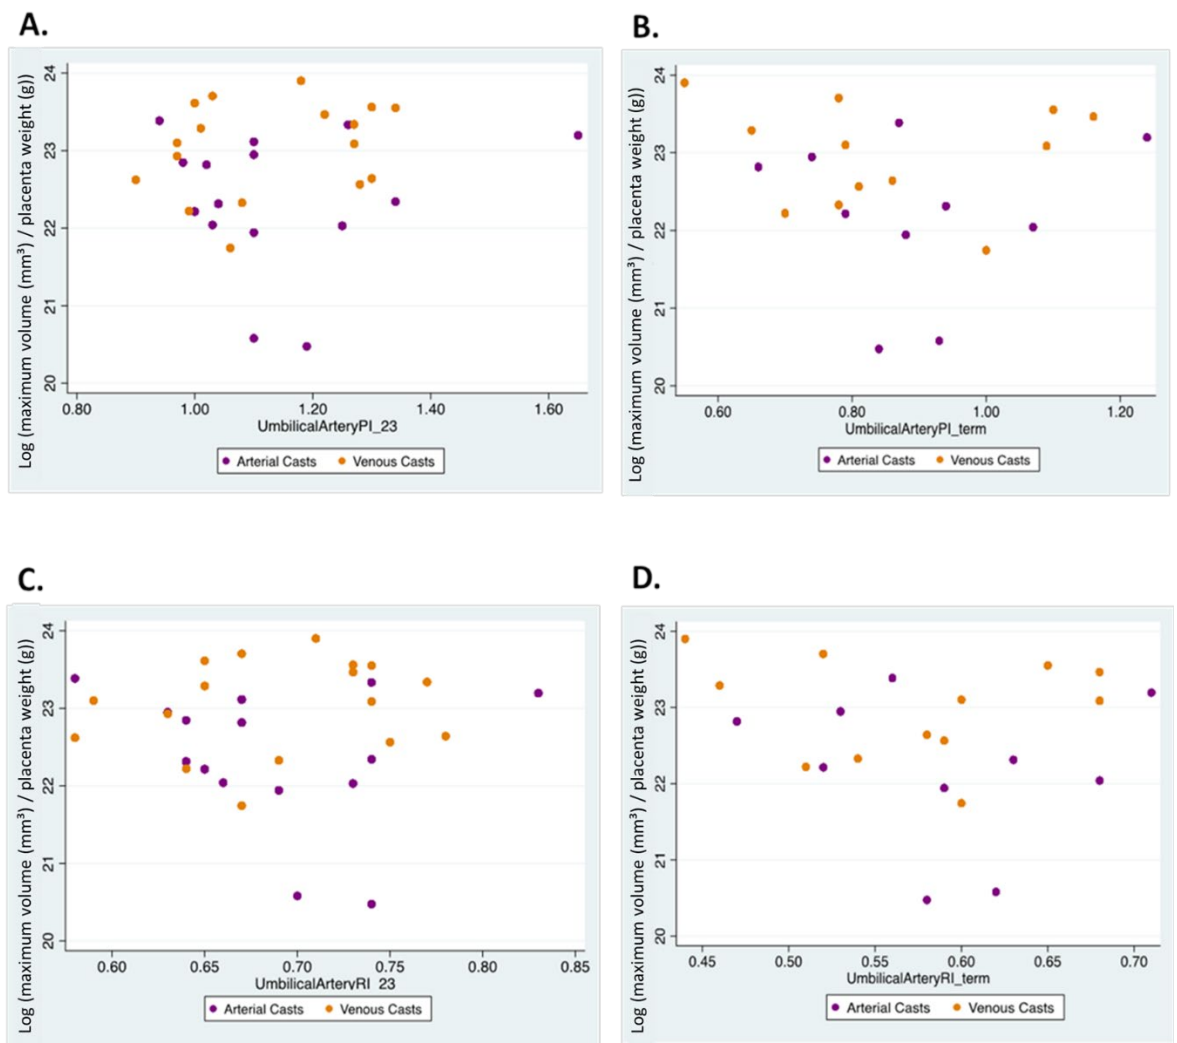 A.
Log (maximum volume (mm³) / placenta weight (g))
24
23
22
21
20
0.80 1.00 1.20 1.40 1.60
UmbilicalArteryPI_23
Arterial Casts Venous Casts
B.
Log (maximum volume (mm³) / placenta weight (g))
24
23
22
21
20
0.60 0.80 1.00 1.20
UmbilicalArteryPI_term
Arterial Casts Venous Casts
C.
Log (maximum volume (mm³) / placenta weight (g))
24
23
22
21
20
0.60 0.65 0.70 0.75 0.80 0.85
UmbilicalArteryRI_23
Arterial Casts Venous Casts
D.
Log (maximum volume (mm³) / placenta weight (g))
24
23
22
21
20
0.45 0.50 0.55 0.60 0.65 0.70
UmbilicalArteryRI_term
Arterial Casts Venous Casts